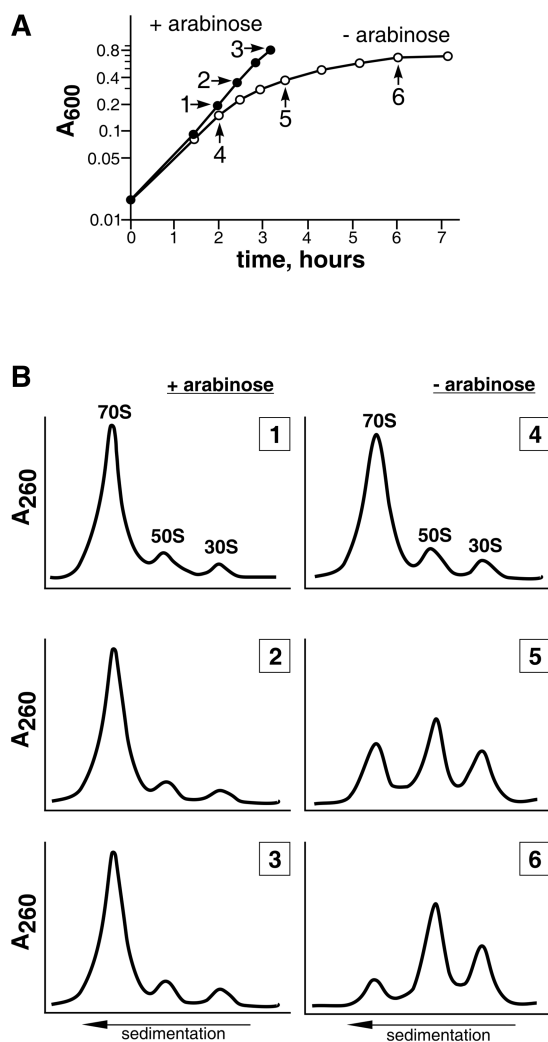 A
+ arabinose
- arabinose
3
2
1
4
5
6
0.8
0.4
0.2
0.1
0.05
0.01
A600
0 1 2 3 4 5 6 7
time, hours
B
+ arabinose - arabinose
70S 50S 30S 1
70S 50S 30S 4
A260
2 5
A260
3 6
A260
sedimentation sedimentation